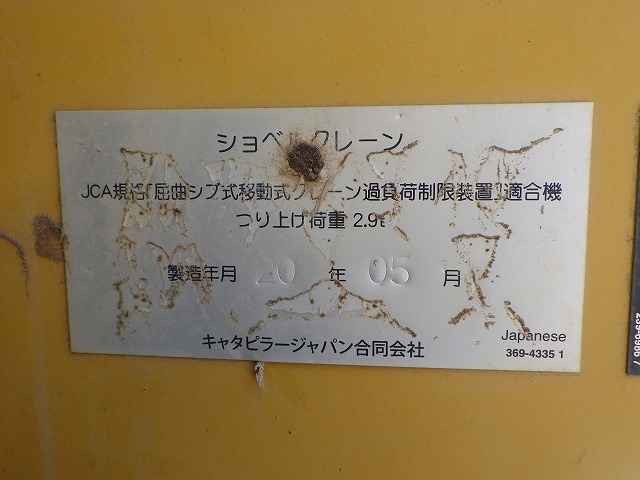 ショベルクレーン
JCA規格「屈曲ジブ式移動式クレーン過負荷制限装置」適合機
つり上げ荷重 2.9t
製造年月 20 年 05 月
キャタピラージャパン合同会社
Japanese
369-4335 1